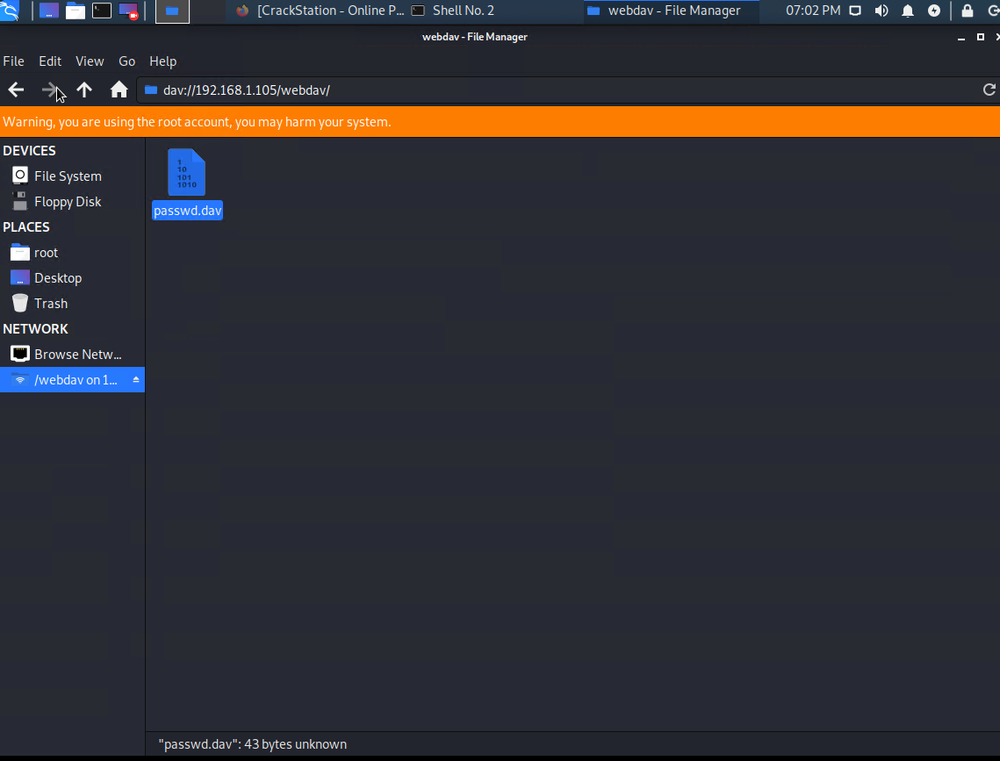 [CrackStation - Online P... Shell No. 2 webdav - File Manager 07:02 PM
webdav - File Manager
File Edit View Go Help
dav://192.168.1.105/webdav/
Warning, you are using the root account, you may harm your system.
DEVICES
File System
Floppy Disk
PLACES
root
Desktop
Trash
NETWORK
Browse Netw...
/webdav on 1...
1
10
101
1010
passwd.dav
"passwd.dav": 43 bytes unknown